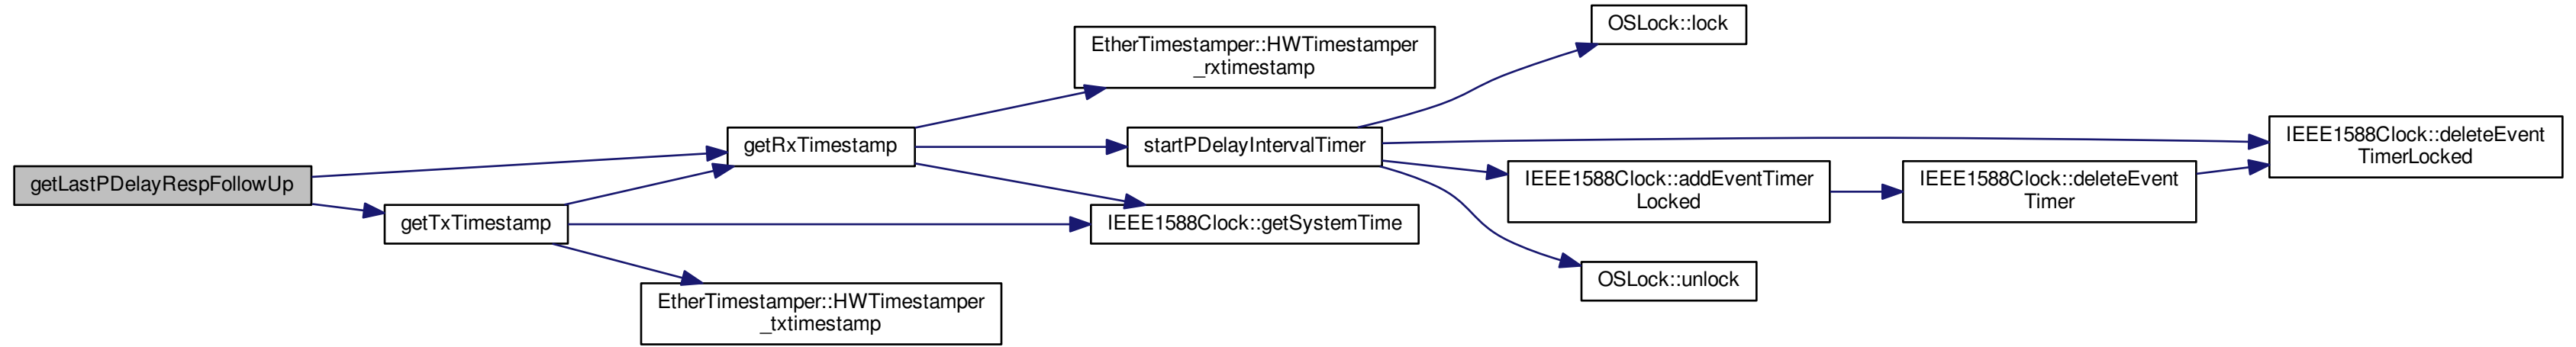 getLastPDelayRespFollowUp
getTxTimestamp
getRxTimestamp
EtherTimestamper::HWTimestamper
_txtimestamp
EtherTimestamper::HWTimestamper
_rxtimestamp
startPDelayIntervalTimer
IEEE1588Clock::getSystemTime
OSLock::lock
IEEE1588Clock::addEventTimer
Locked
OSLock::unlock
IEEE1588Clock::deleteEvent
Timer
IEEE1588Clock::deleteEvent
TimerLocked